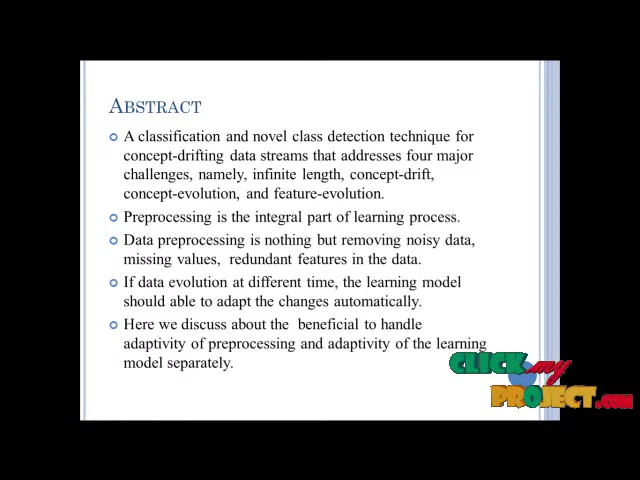 ABSTRACT
A classification and novel class detection technique for
concept-drifting data streams that addresses four major
challenges, namely, infinite length, concept-drift,
concept-evolution, and feature-evolution.
Preprocessing is the integral part of learning process.
Data preprocessing is nothing but removing noisy data,
missing values, redundant features in the data.
If data evolution at different time, the learning model
should able to adapt the changes automatically.
Here we discuss about the beneficial to handle
adaptivity of preprocessing and adaptivity of the learning
model separately.
CLICK my
PROJECT.COM